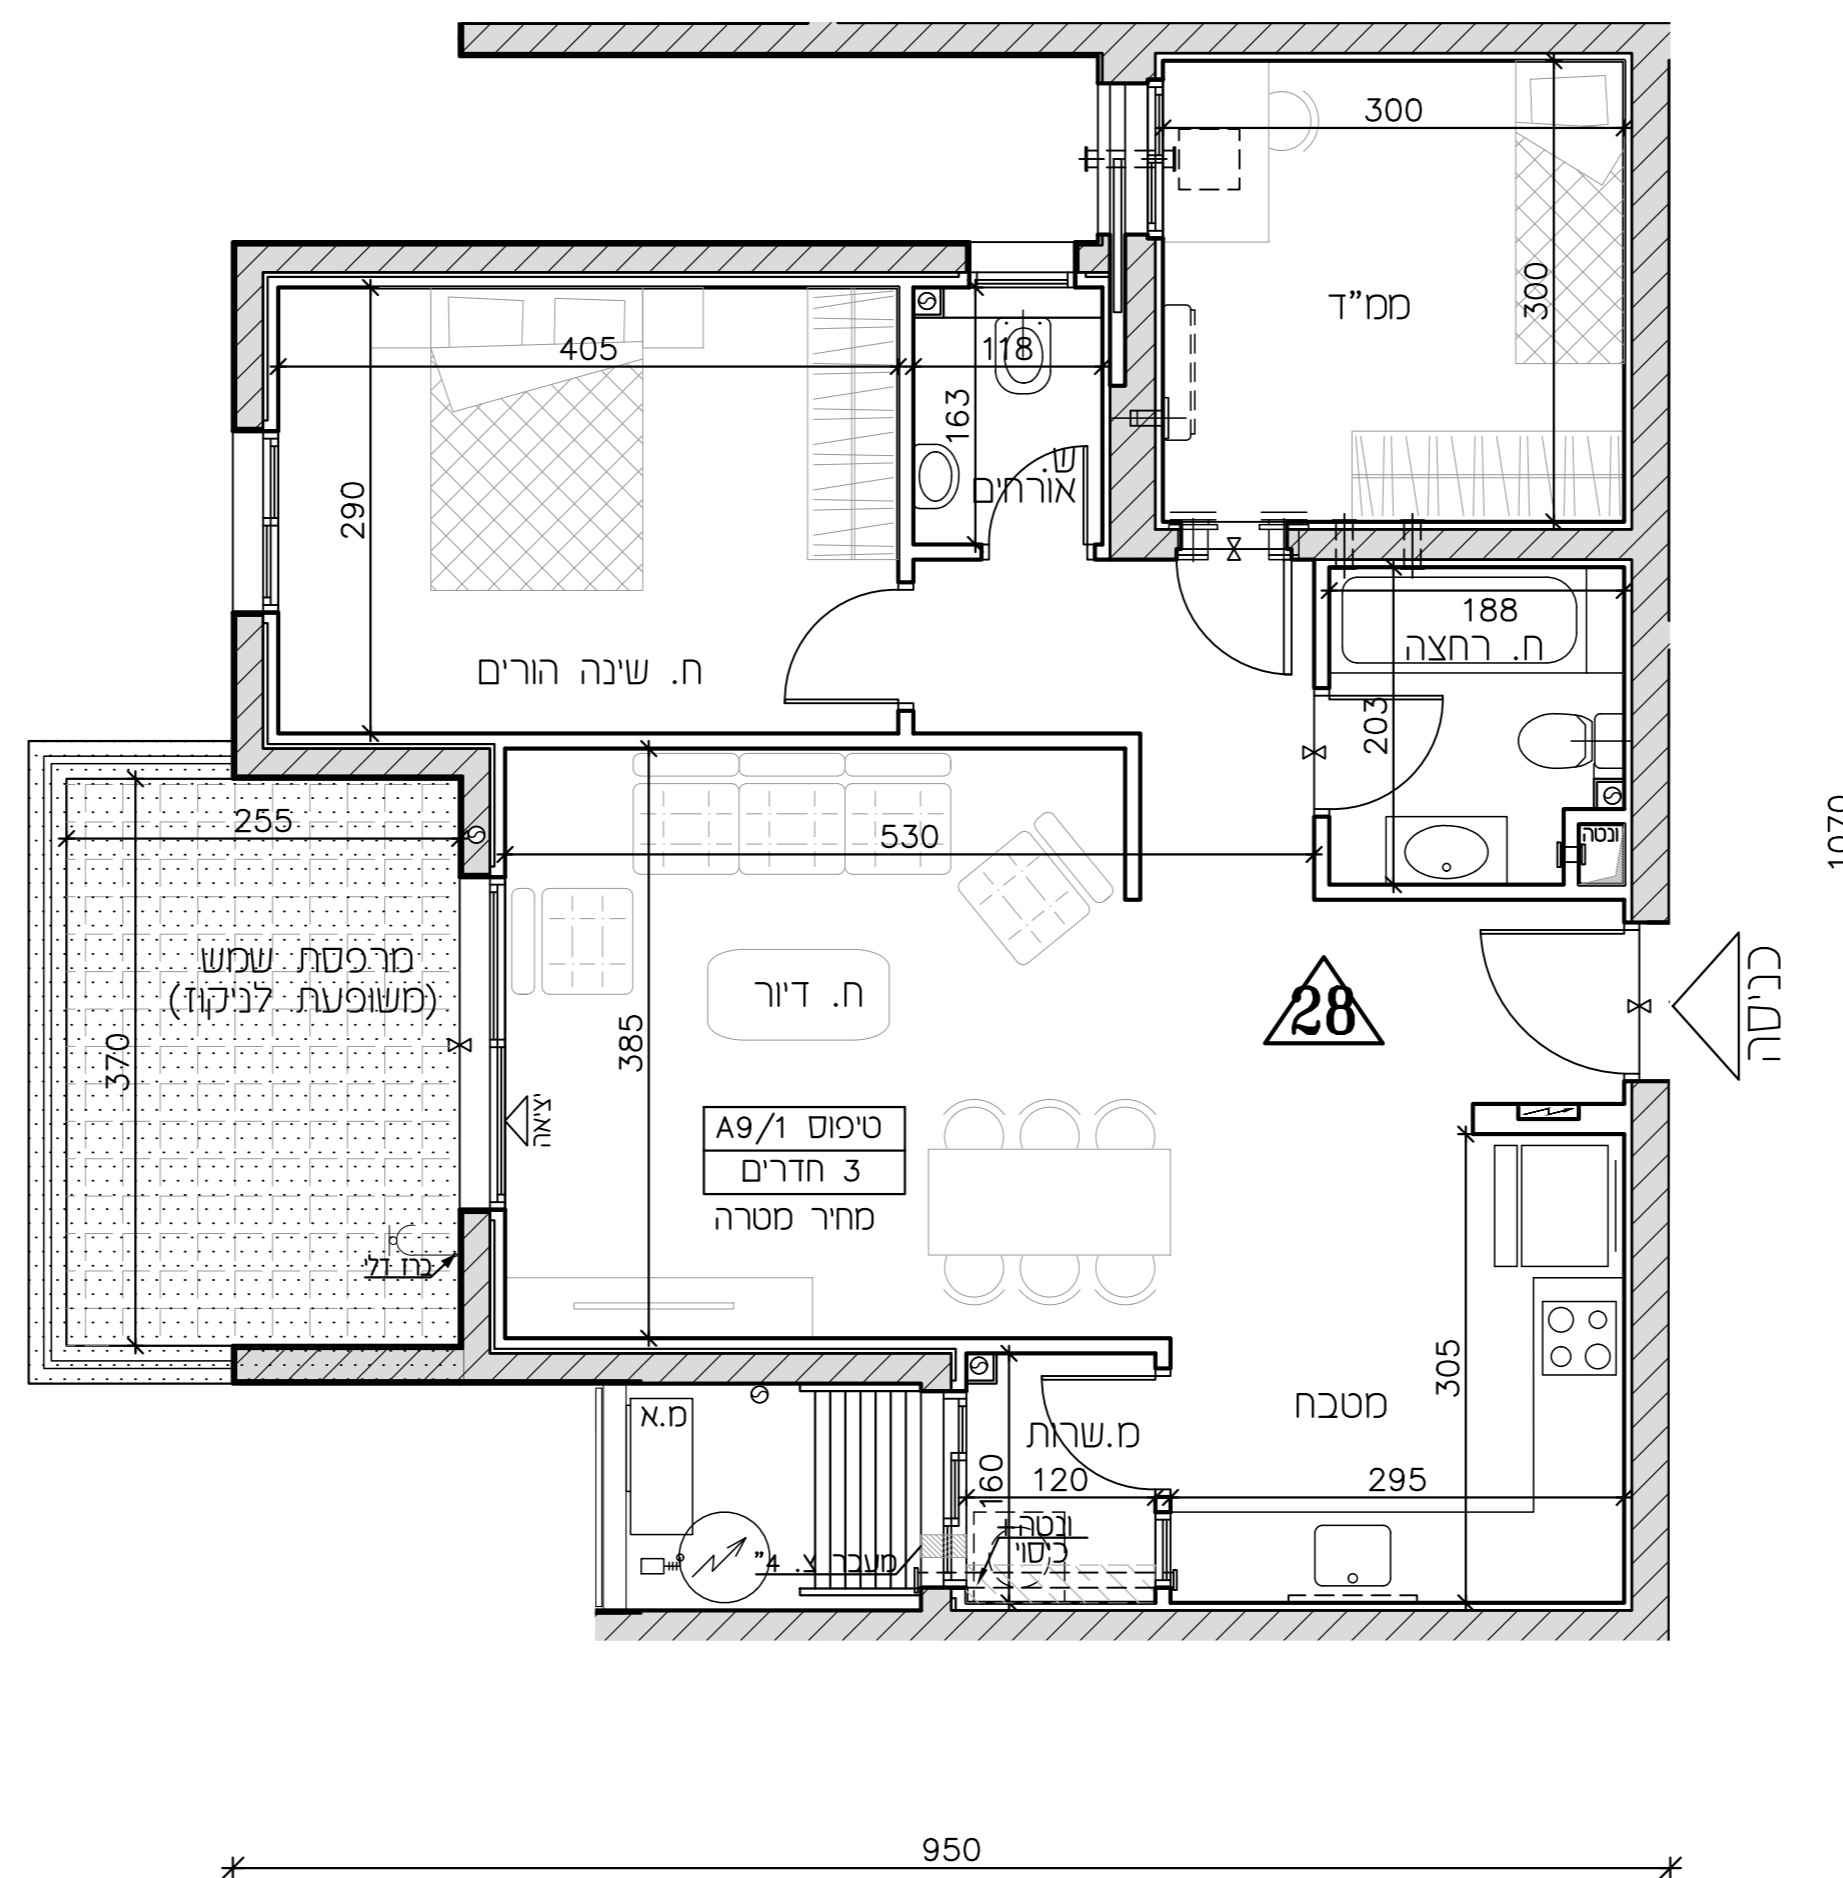 300
300
ממ"ד
405
118
163
ש.
אורחים
290
188
ח. רחצה
ח. שינה הורים
203
1070
255
530
ונטה
מרפסת שמש
(משופעת לניקוז)
ח. דיור
28
כניסה
370
385
יציאה
טיפוס A9/1
3 חדרים
מחיר מטרה
ברז דלי
305
מטבח
מ.א
מ.שרות
160
120
295
ונטה+
כיסוי
מעבר צ. 4"
950